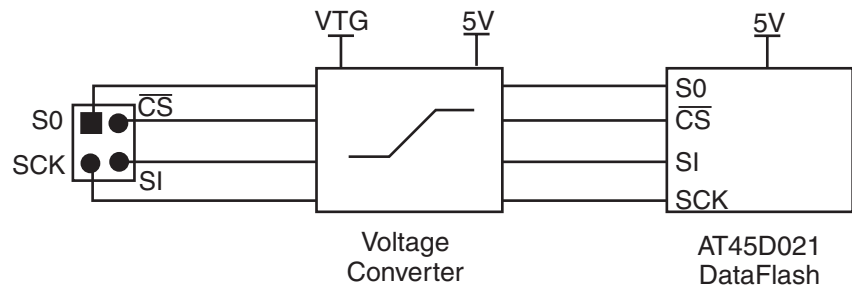 VTG
5V
5V
S0
CS
SCK
SI
S0
CS
SI
SCK
Voltage
Converter
AT45D021
DataFlash